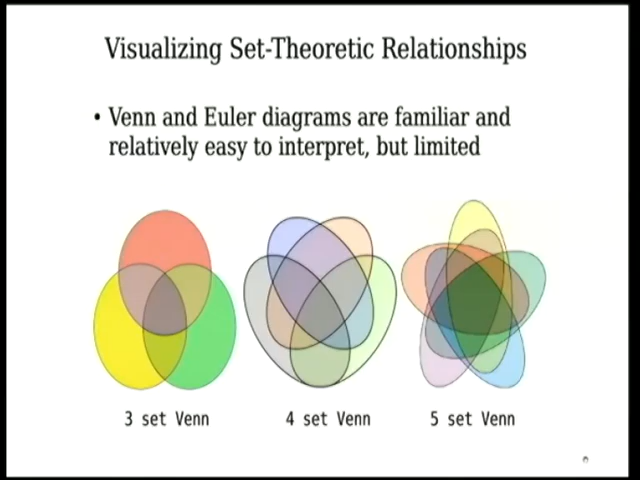 Visualizing Set-Theoretic Relationships
• Venn and Euler diagrams are familiar and
relatively easy to interpret, but limited
3 set Venn
4 set Venn
5 set Venn